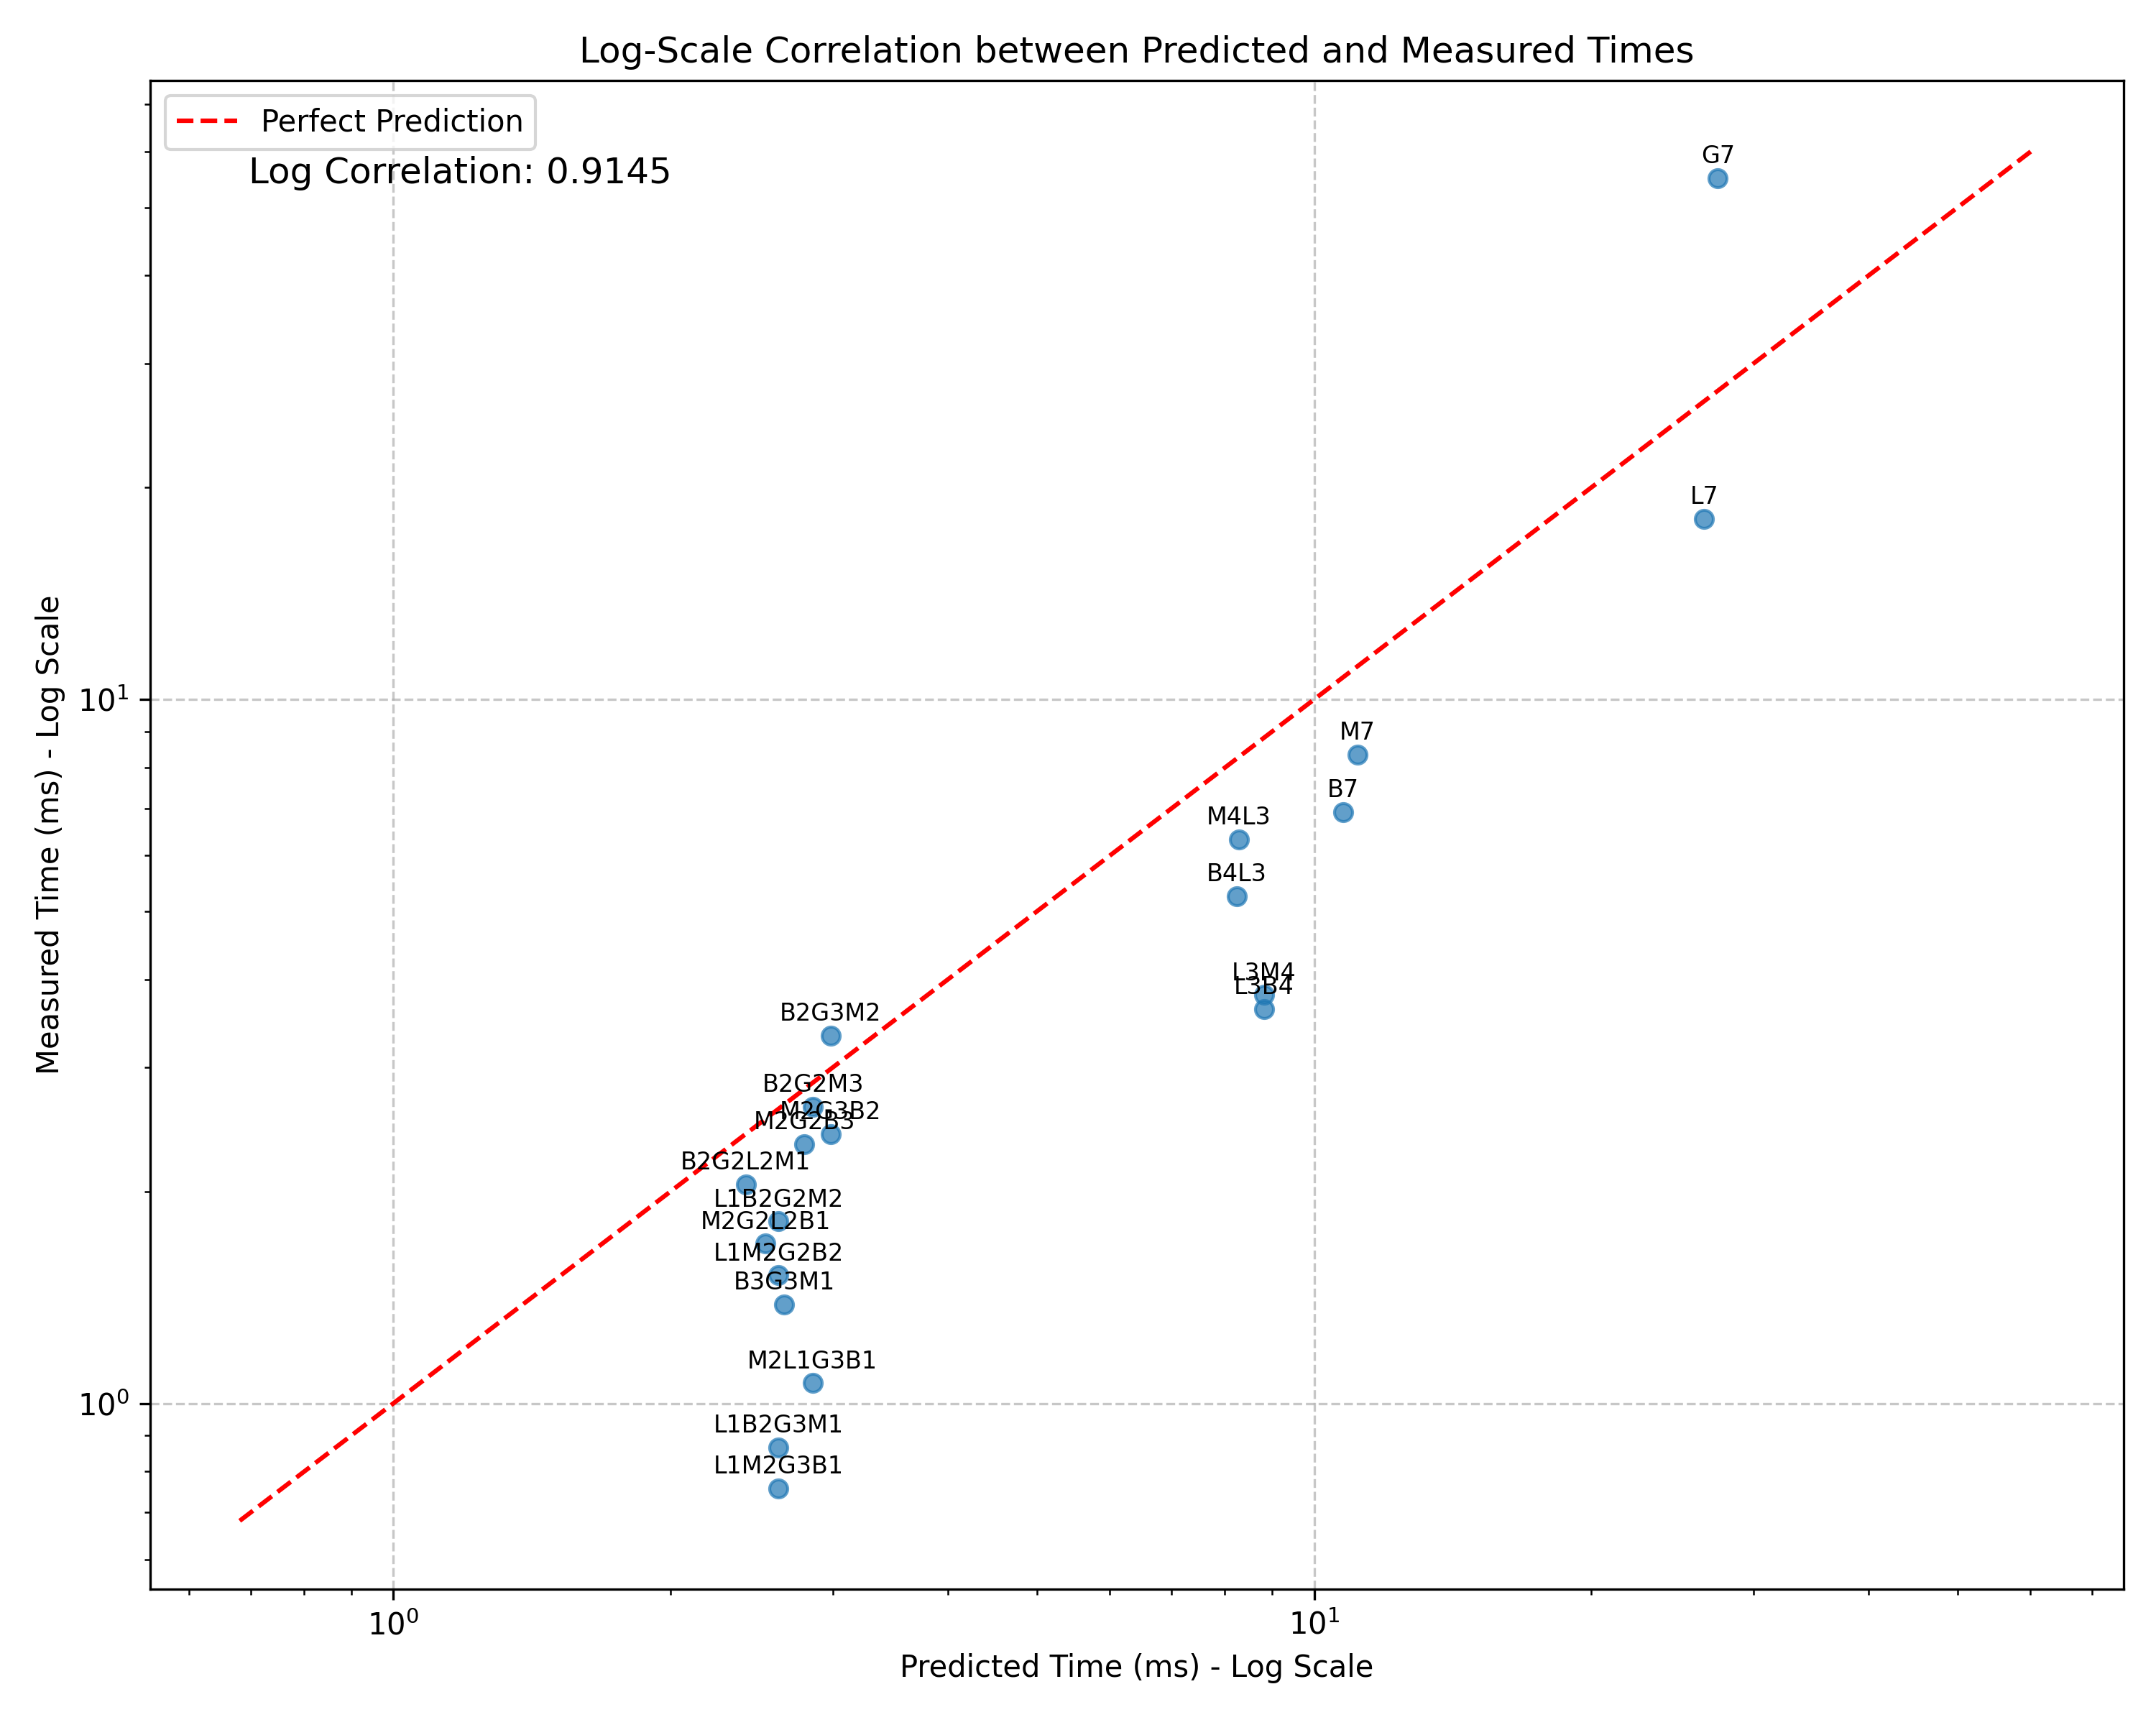 Log-Scale Correlation between Predicted and Measured Times
Perfect Prediction
Log Correlation: 0.9145
G7
L7
M7
B7
M4L3
B4L3
L3M4
L3B4
B2G3M2
B2G2M3
M2G3B2
M2G2B3
B2G2L2M1
L1B2G2M2
M2G2L2B1
L1M2G2B2
B3G3M1
M2L1G3B1
L1B2G3M1
L1M2G3B1
Measured Time (ms) - Log Scale
10¹
10⁰
10⁰
10¹
Predicted Time (ms) - Log Scale